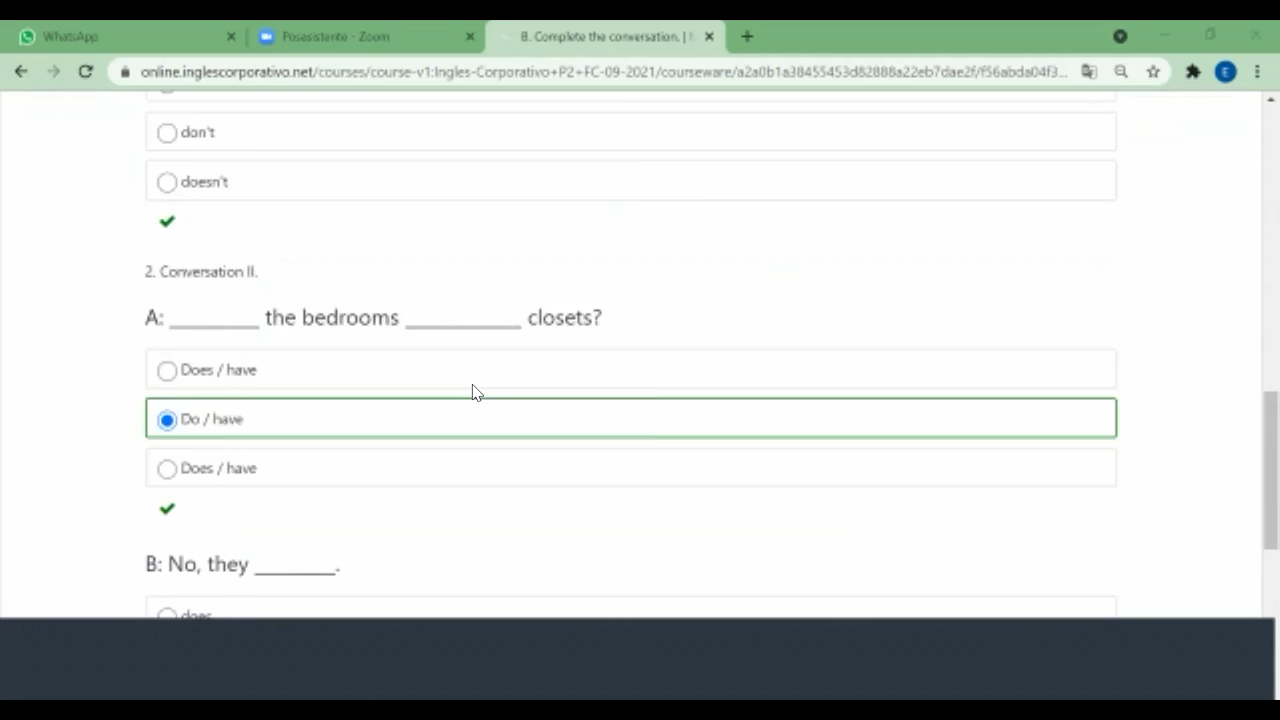 WhatsApp
Posasistente - Zoom
B. Complete the conversation. |
online.inglescorporativo.net/courses/course-v1:Ingles-Corporativo+P2+FC-09-2021/courseware/a2a0b1a38455453d82888a22eb7dae2f/f56abda04f3...
E
don't
doesn't
2. Conversation II.
A: ________ the bedrooms __________ closets?
Does / have
Do / have
Does / have
B: No, they _______.
does